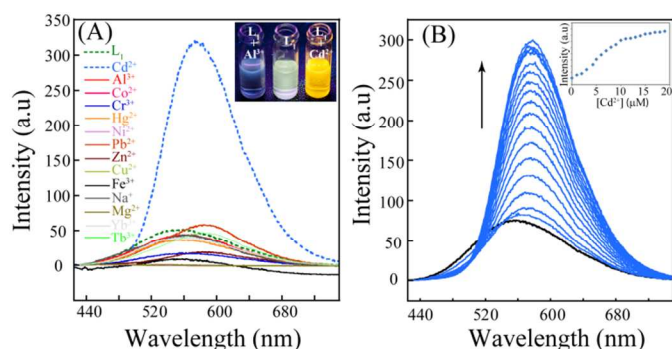 (A)
350
300
250
200
150
100
50
0
-50
440
520
600
680
Intensity (a.u)
Wavelength (nm)
L₁
Cd²⁺
Al³⁺
Co²⁺
Cr³⁺
Hg²⁺
Ni²⁺
Pb²⁺
Zn²⁺
Cu²⁺
Fe³⁺
Na⁺
Mg²⁺
Tb³⁺
L₁
+
Al³⁺
Cd²⁺
(B)
300
250
200
150
100
50
0
440
520
600
680
Intensity (a.u)
Wavelength (nm)
Intensity (a.u)
0
5
10
15
20
[Cd²⁺] (μM)